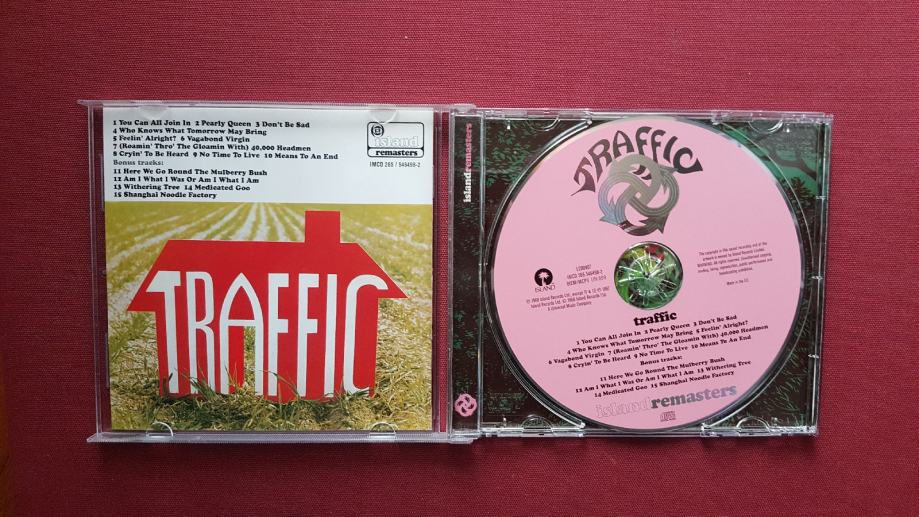 1 You Can All Join In 2 Pearly Queen 3 Don't Be Sad
4 Who Knows What Tomorrow May Bring
5 Feelin' Alright? 6 Vagabond Virgin
7 (Roamin' Thro' The Gloamin With) 40,000 Headmen
8 Cryin' To Be Heard 9 No Time To Live 10 Means To An End
Bonus tracks:
11 Here We Go Round The Mulberry Bush
12 Am I What I Was Or Am I What I Am
13 Withering Tree 14 Medicated Goo
15 Shanghai Noodle Factory
island
remasters
IMCD 265 / 546498-2
TRAFFIC
islandremasters
TRAFFIC
ISLAND
LC00407
IMCD 265 546498-2
BIEM/MCPS
Made in the E.U.
traffic
1 You Can All Join In 2 Pearly Queen 3 Don't Be Sad
4 Who Knows What Tomorrow May Bring 5 Feelin' Alright?
6 Vagabond Virgin 7 (Roamin' Thro' The Gloamin With) 40,000 Headmen
8 Cryin' To Be Heard 9 No Time To Live 10 Means To An End
Bonus tracks:
11 Here We Go Round The Mulberry Bush
12 Am I What I Was Or Am I What I Am 13 Withering Tree
14 Medicated Goo 15 Shanghai Noodle Factory
islandremasters